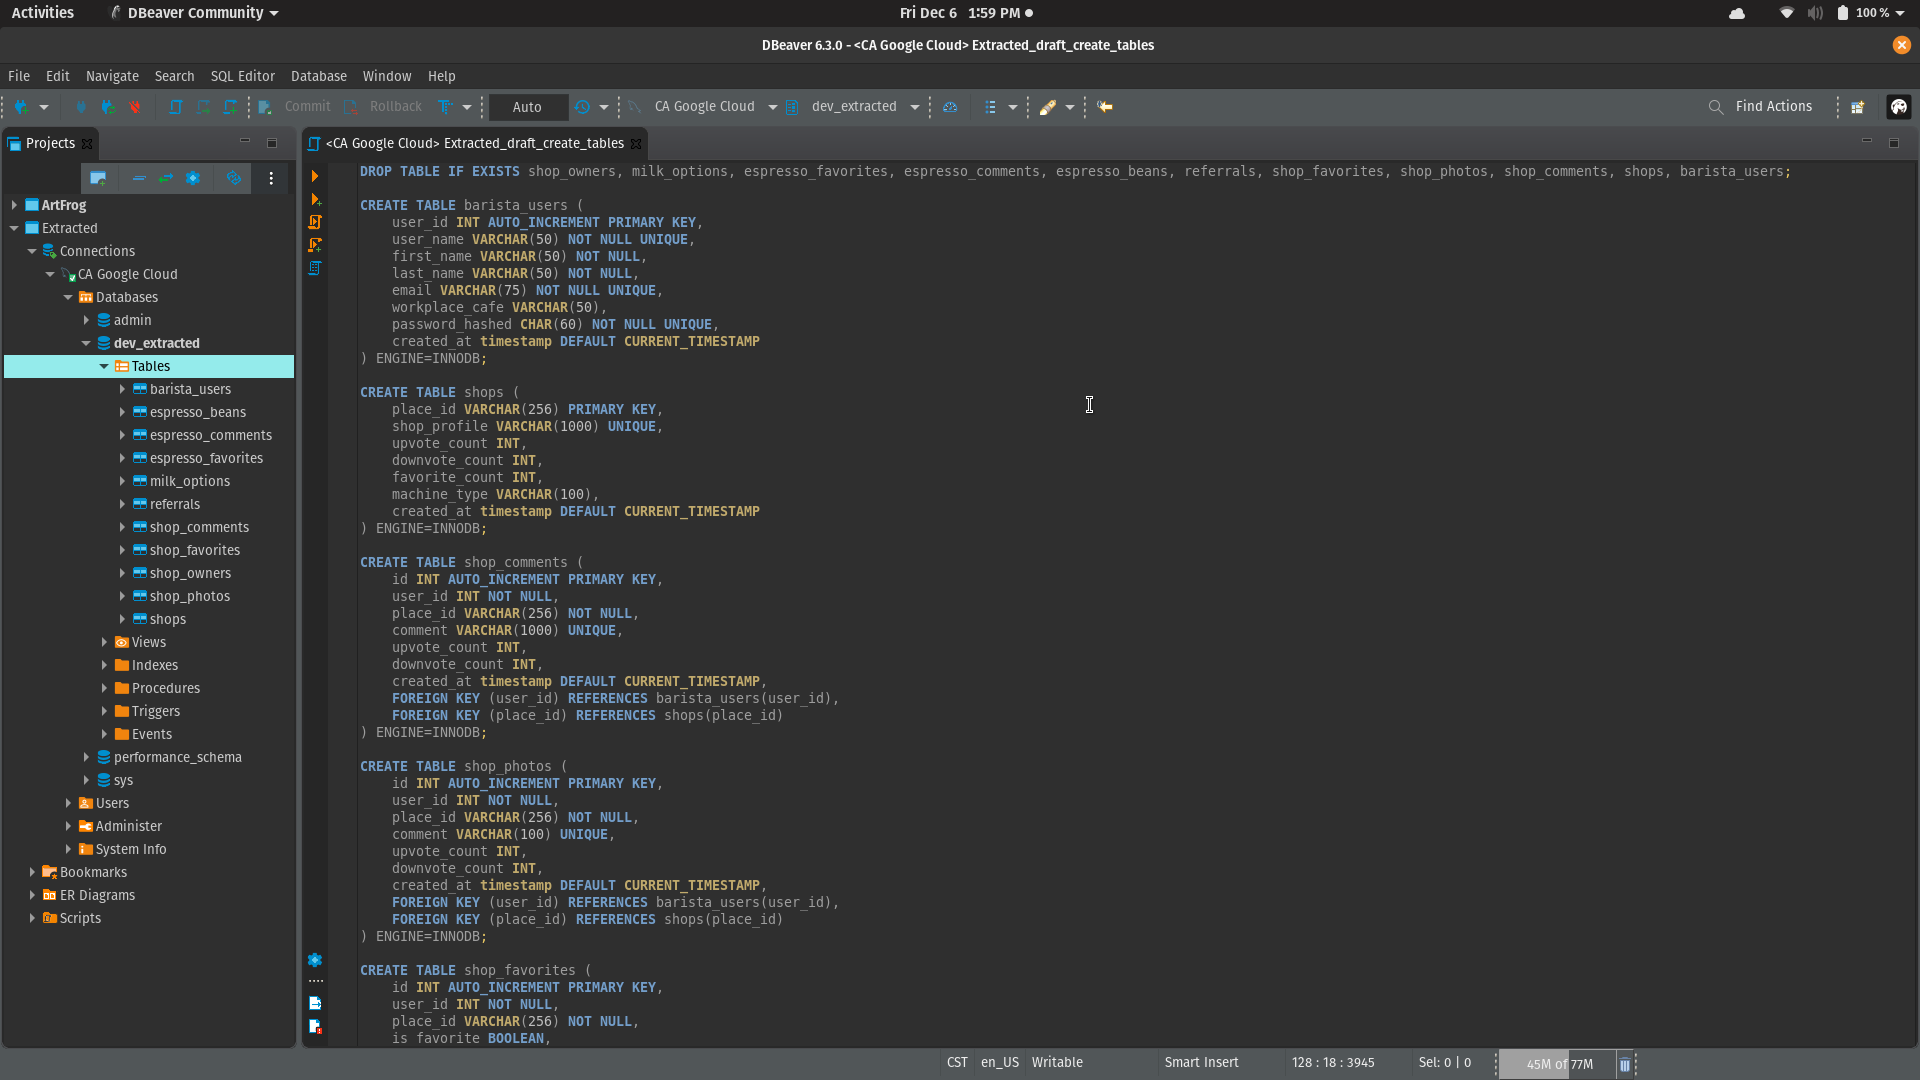 Activities
DBeaver Community
Fri Dec 6 1:59 PM
100 %
DBeaver 6.3.0 - <CA Google Cloud> Extracted_draft_create_tables
File Edit Navigate Search SQL Editor Database Window Help
Commit Rollback Auto CA Google Cloud dev_extracted Find Actions
Projects
ArtFrog
Extracted
Connections
CA Google Cloud
Databases
admin
dev_extracted
Tables
barista_users
espresso_beans
espresso_comments
espresso_favorites
milk_options
referrals
shop_comments
shop_favorites
shop_owners
shop_photos
shops
Views
Indexes
Procedures
Triggers
Events
performance_schema
sys
Users
Administer
System Info
Bookmarks
ER Diagrams
Scripts
<CA Google Cloud> Extracted_draft_create_tables
DROP TABLE IF EXISTS shop_owners, milk_options, espresso_favorites, espresso_comments, espresso_beans, referrals, shop_favorites, shop_photos, shop_comments, shops, barista_users;
CREATE TABLE barista_users (
user_id INT AUTO_INCREMENT PRIMARY KEY,
user_name VARCHAR(50) NOT NULL UNIQUE,
first_name VARCHAR(50) NOT NULL,
last_name VARCHAR(50) NOT NULL,
email VARCHAR(75) NOT NULL UNIQUE,
workplace_cafe VARCHAR(50),
password_hashed CHAR(60) NOT NULL UNIQUE,
created_at timestamp DEFAULT CURRENT_TIMESTAMP
) ENGINE=INNODB;
CREATE TABLE shops (
place_id VARCHAR(256) PRIMARY KEY,
shop_profile VARCHAR(1000) UNIQUE,
upvote_count INT,
downvote_count INT,
favorite_count INT,
machine_type VARCHAR(100),
created_at timestamp DEFAULT CURRENT_TIMESTAMP
) ENGINE=INNODB;
CREATE TABLE shop_comments (
id INT AUTO_INCREMENT PRIMARY KEY,
user_id INT NOT NULL,
place_id VARCHAR(256) NOT NULL,
comment VARCHAR(1000) UNIQUE,
upvote_count INT,
downvote_count INT,
created_at timestamp DEFAULT CURRENT_TIMESTAMP,
FOREIGN KEY (user_id) REFERENCES barista_users(user_id),
FOREIGN KEY (place_id) REFERENCES shops(place_id)
) ENGINE=INNODB;
CREATE TABLE shop_photos (
id INT AUTO_INCREMENT PRIMARY KEY,
user_id INT NOT NULL,
place_id VARCHAR(256) NOT NULL,
comment VARCHAR(100) UNIQUE,
upvote_count INT,
downvote_count INT,
created_at timestamp DEFAULT CURRENT_TIMESTAMP,
FOREIGN KEY (user_id) REFERENCES barista_users(user_id),
FOREIGN KEY (place_id) REFERENCES shops(place_id)
) ENGINE=INNODB;
CREATE TABLE shop_favorites (
id INT AUTO_INCREMENT PRIMARY KEY,
user_id INT NOT NULL,
place_id VARCHAR(256) NOT NULL,
is_favorite BOOLEAN,
CST en_US Writable Smart Insert 128 : 18 : 3945 Sel: 0 | 0 45M of 77M